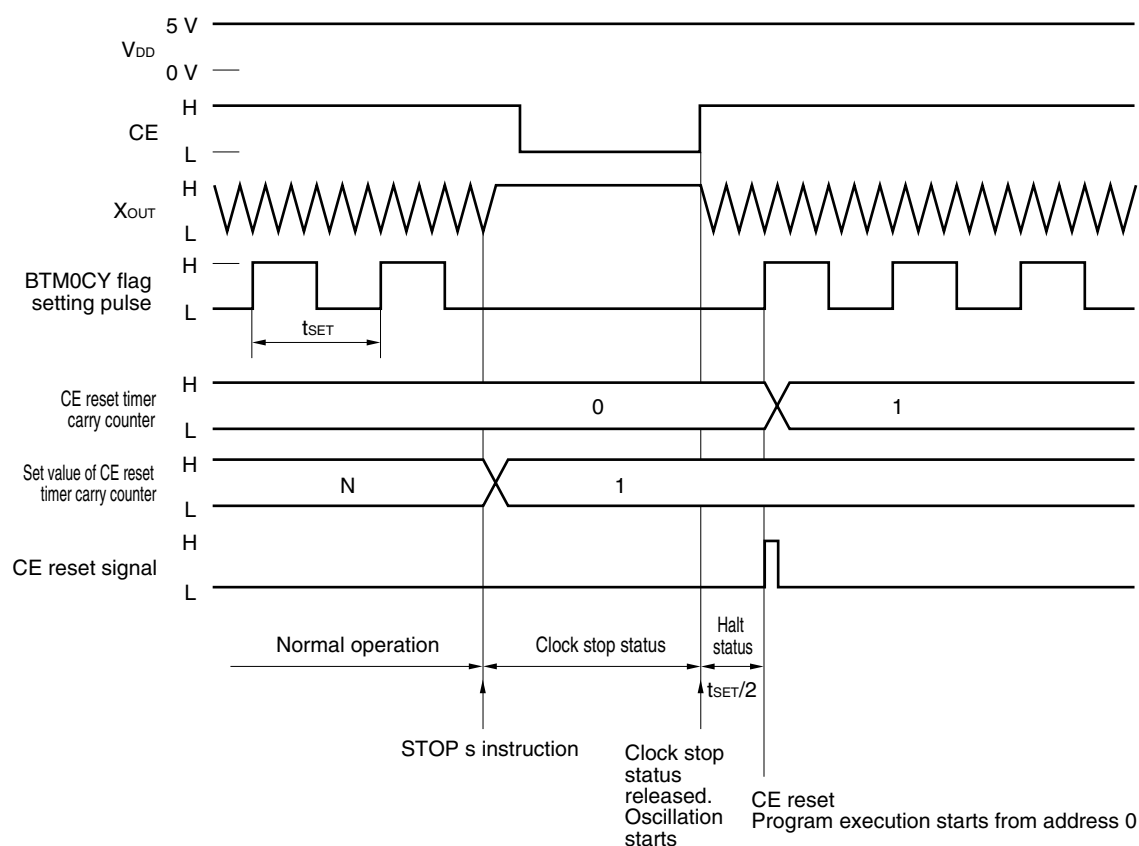 5 V
VDD
0 V
H
CE
L
H
XOUT
L
H
BTM0CY flag
setting pulse
L
tSET
H
CE reset timer
carry counter
0
1
L
H
Set value of CE reset
timer carry counter
N
1
L
H
CE reset signal
L
Normal operation
Clock stop status
Halt
status
tSET/2
STOP s instruction
Clock stop
status
released.
Oscillation
starts
CE reset
Program execution starts from address 0